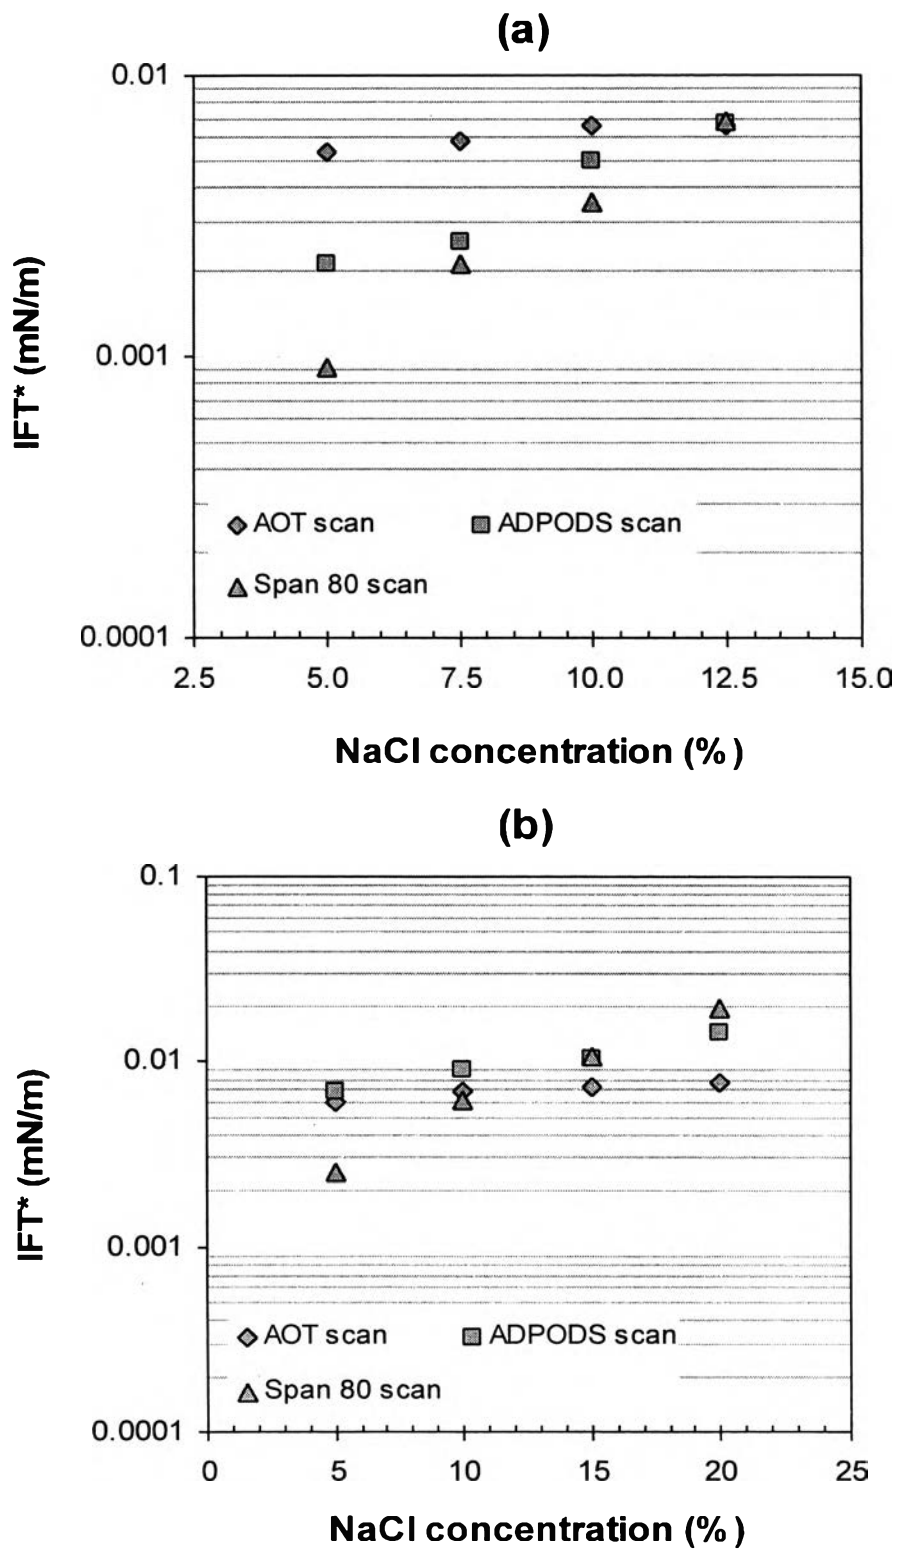 (a)
0.01
0.001
0.0001
IFT* (mN/m)
AOT scan
ADPODS scan
Span 80 scan
2.5 5.0 7.5 10.0 12.5 15.0
NaCl concentration (%)
(b)
0.1
0.01
0.001
0.0001
IFT* (mN/m)
AOT scan
ADPODS scan
Span 80 scan
0 5 10 15 20 25
NaCl concentration (%)